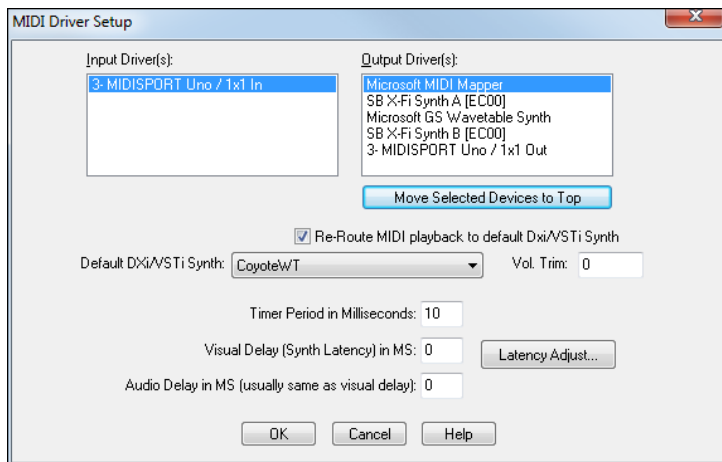 MIDI Driver Setup
Input Driver(s):
Output Driver(s):
3- MIDISPORT Uno / 1x1 In
Microsoft MIDI Mapper
SB X-Fi Synth A [EC00]
Microsoft GS Wavetable Synth
SB X-Fi Synth B [EC00]
3- MIDISPORT Uno / 1x1 Out
Move Selected Devices to Top
Re-Route MIDI playback to default Dxi/VSTi Synth
Default DXi/VSTi Synth: CoyoteWT Vol. Trim: 0
Timer Period in Milliseconds: 10
Visual Delay (Synth Latency) in MS: 0 Latency Adjust...
Audio Delay in MS (usually same as visual delay): 0
OK Cancel Help